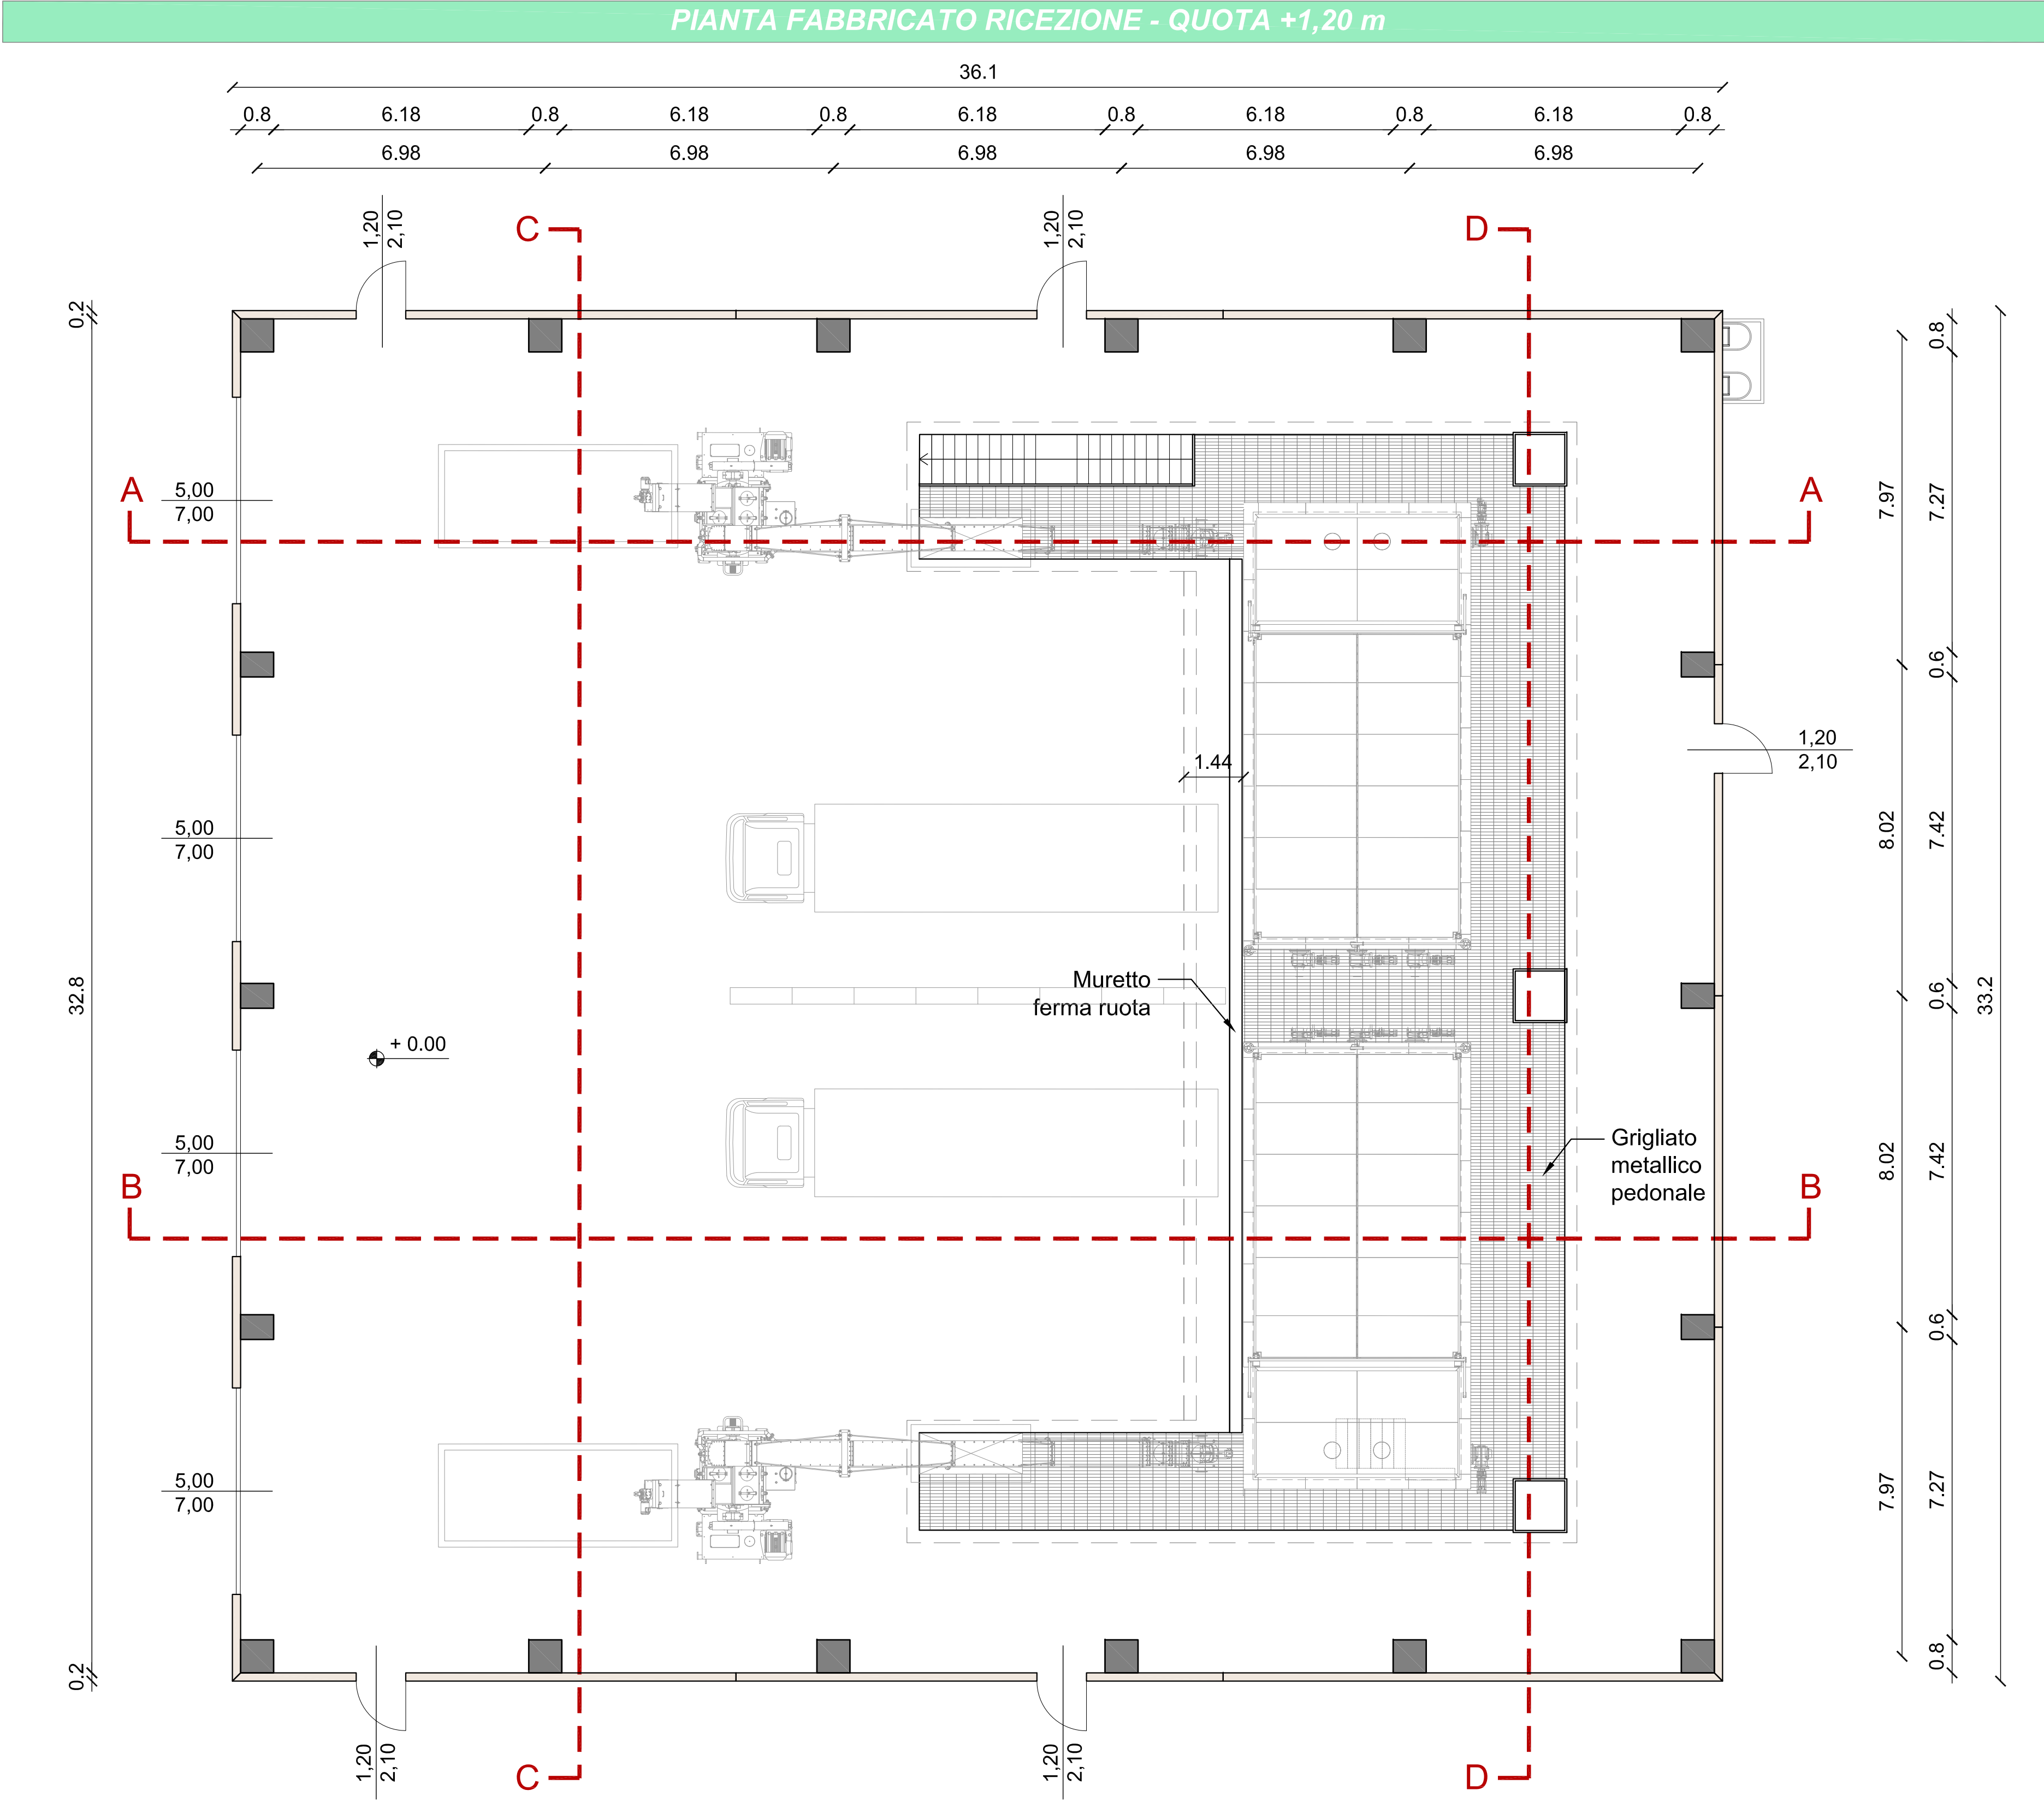 PIANTA FABBRICATO RICEZIONE - QUOTA +1,20 m
36.1
0.8 6.18 0.8 6.18 0.8 6.18 0.8 6.18 0.8 6.18 0.8
6.98 6.98 6.98 6.98 6.98
1,20
2,10
1,20
2,10
C D
0.2
0.8
A A
5,00
7,00
7.97 7.27
0.6
1,20
2,10
1.44
5,00
7,00
8.02 7.42
Muretto
ferma ruota
32.8
0.6
33.2
+ 0.00
5,00
7,00
Grigliato
metallico
pedonale
8.02 7.42
B B
0.6
5,00
7,00
7.97 7.27
0.2
0.8
1,20
2,10
1,20
2,10
C D